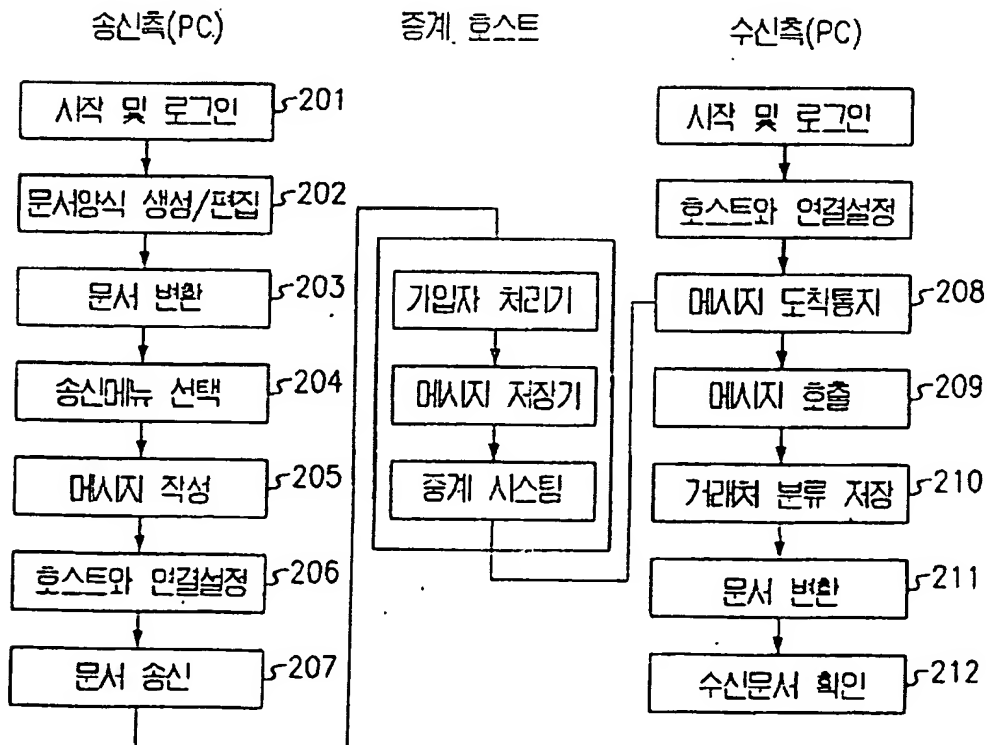 송신측(PC)
시작 및 로그인 201
문서양식 생성/편집 202
문서 변환 203
송신메뉴 선택 204
메시지 작성 205
호스트와 연결설정 206
문서 송신 207
중계 호스트
가입자 처리기
메시지 저장기
중계 시스팀
수신측(PC)
시작 및 로그인
호스트와 연결설정
메시지 도착통지 208
메시지 호출 209
거래처 분류 저장 210
문서 변환 211
수신문서 확인 212